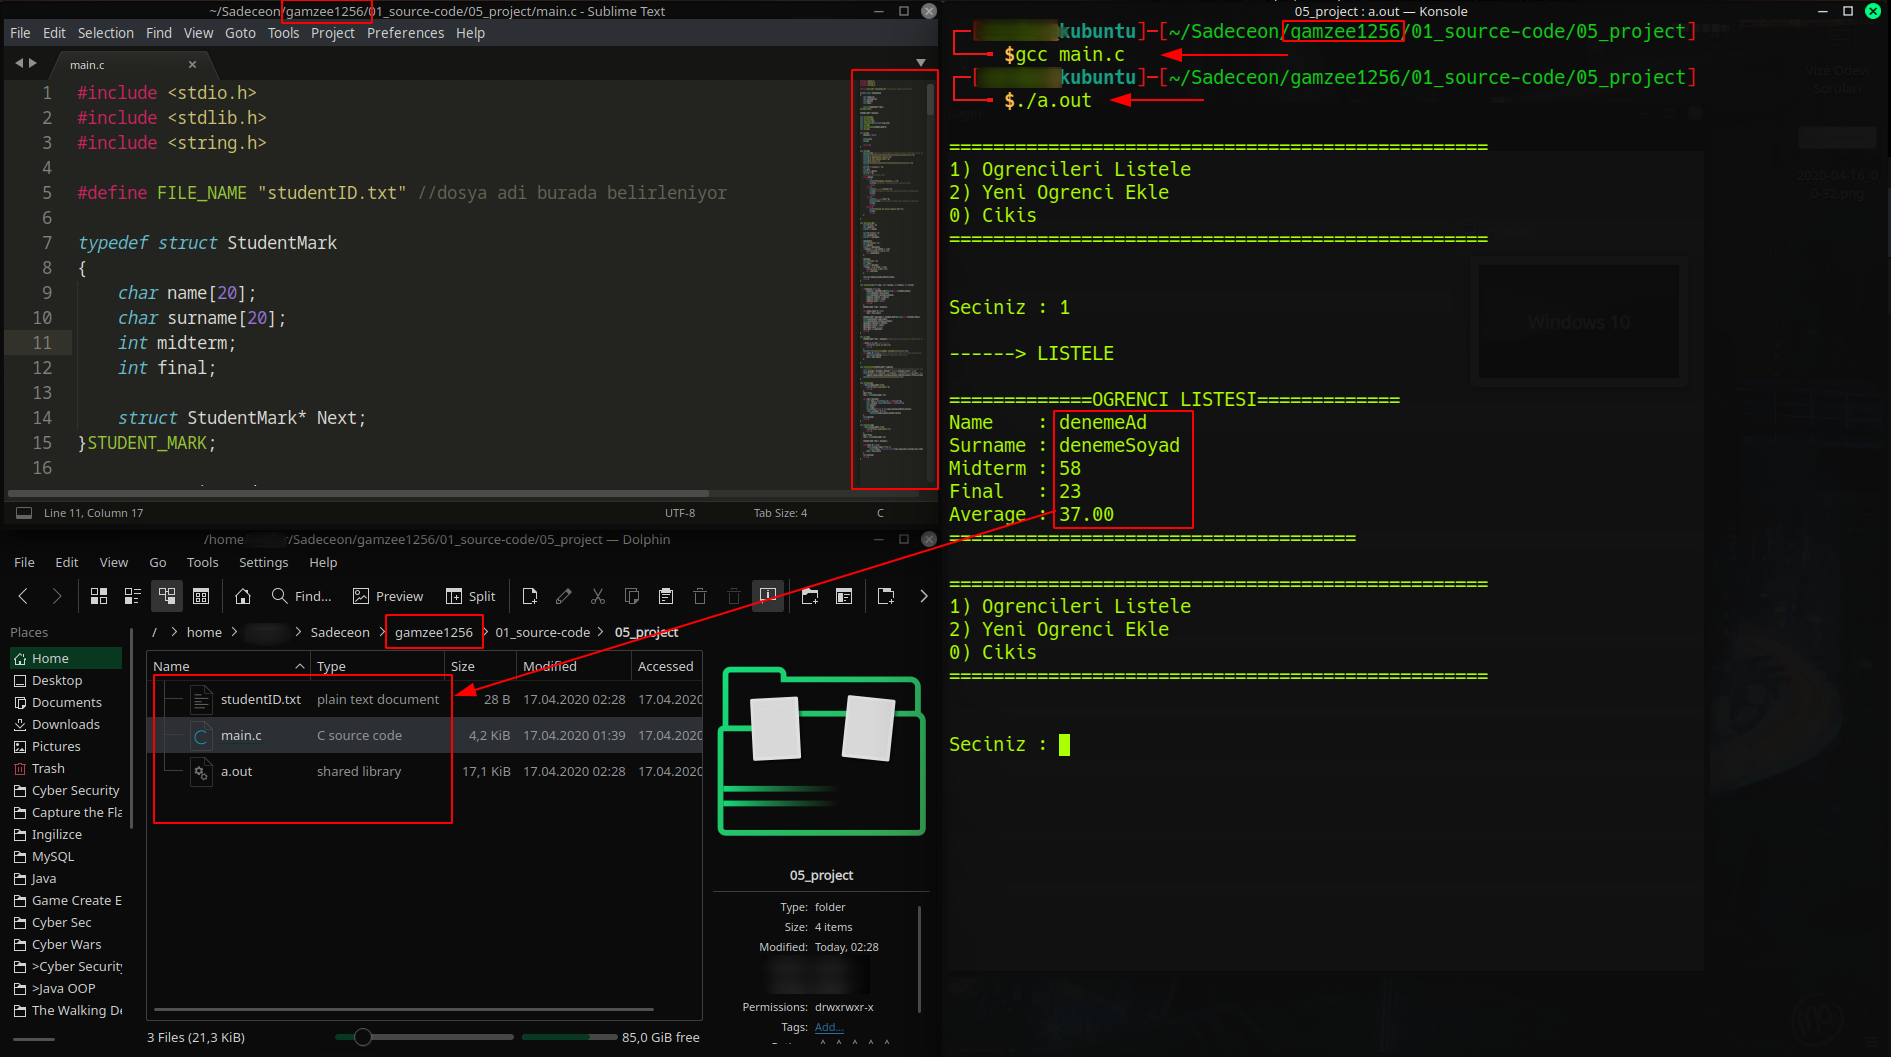 ~/Sadeceon/gamzee1256/01_source-code/05_project/main.c - Sublime Text
File Edit Selection Find View Goto Tools Project Preferences Help
main.c
1 #include <stdio.h>
2 #include <stdlib.h>
3 #include <string.h>
4
5 #define FILE_NAME "studentID.txt" //dosya adi burada belirleniyor
6
7 typedef struct StudentMark
8 {
9 char name[20];
10 char surname[20];
11 int midterm;
12 int final;
13
14 struct StudentMark* Next;
15 }STUDENT_MARK;
16
Line 11, Column 17 UTF-8 Tab Size: 4 C
/home /Sadeceon/gamzee1256/01_source-code/05_project — Dolphin
File Edit View Go Tools Settings Help
Find... Preview Split
Places
Home
Desktop
Documents
Downloads
Pictures
Trash
Cyber Security
Capture the Fla
Ingilizce
MySQL
Java
Game Create E
Cyber Sec
Cyber Wars
>Cyber Security
>Java OOP
The Walking De
/ > home > > Sadeceon > gamzee1256 > 01_source-code > 05_project
Name Type Size Modified Accessed
studentID.txt plain text document 28 B 17.04.2020 02:28 17.04.2020
main.c C source code 4,2 KiB 17.04.2020 01:39 17.04.2020
a.out shared library 17,1 KiB 17.04.2020 02:28 17.04.2020
3 Files (21,3 KiB) 85,0 GiB free
05_project
Type: folder
Size: 4 items
Modified: Today, 02:28
Permissions: drwxrwxr-x
Tags: Add...
05_project : a.out — Konsole
[ kubuntu]-[~/Sadeceon/gamzee1256/01_source-code/05_project]
$gcc main.c
[ kubuntu]-[~/Sadeceon/gamzee1256/01_source-code/05_project]
$./a.out
=================================================
1) Ogrencileri Listele
2) Yeni Ogrenci Ekle
0) Cikis
=================================================
Seciniz : 1
------> LISTELE
=============OGRENCI LISTESI=============
Name : denemeAd
Surname : denemeSoyad
Midterm : 58
Final : 23
Average : 37.00
=====================================
=================================================
1) Ogrencileri Listele
2) Yeni Ogrenci Ekle
0) Cikis
=================================================
Seciniz :
Vize Odev
Soruları
Windows 10